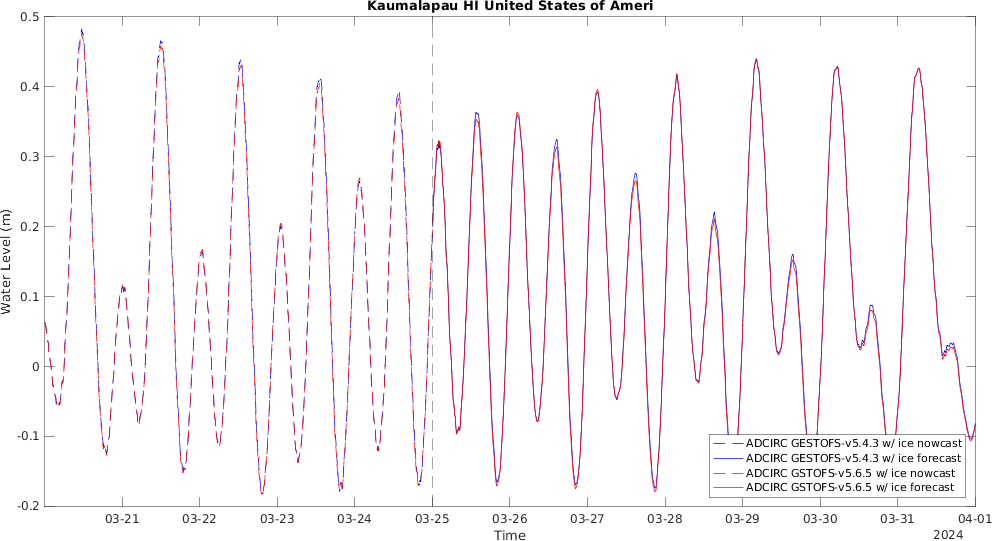 Kaumalapau HI United States of Ameri
0.5
0.4
0.3
0.2
0.1
0
-0.1
-0.2
Water Level (m)
ADCIRC GESTOFS-v5.4.3 w/ ice nowcast
ADCIRC GESTOFS-v5.4.3 w/ ice forecast
ADCIRC GSTOFS-v5.6.5 w/ ice nowcast
ADCIRC GSTOFS-v5.6.5 w/ ice forecast
03-21 03-22 03-23 03-24 03-25 03-26 03-27 03-28 03-29 03-30 03-31 04-01
Time
2024